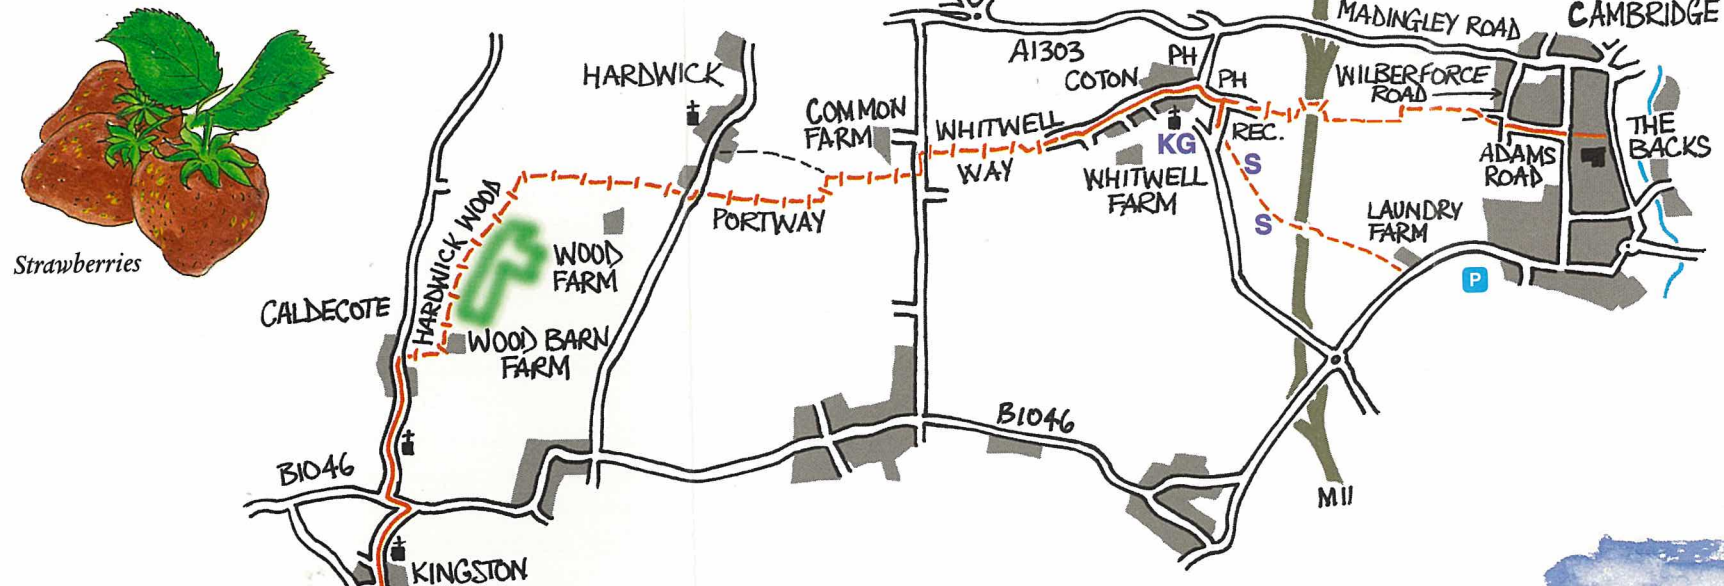 MADINGLEY ROAD
CAMBRIDGE
A1303
PH
HARDWICK
COTON
PH
WILBERFORCE
ROAD
COMMON
FARM
WHITWELL
WAY
REC.
THE
BACKS
KG
S
ADAMS
ROAD
WHITWELL
FARM
HARDWICK WOOD
PORTWAY
LAUNDRY
FARM
S
Strawberries
WOOD
FARM
P
CALDECOTE
WOOD BARN
FARM
B1046
B1046
M11
KINGSTON